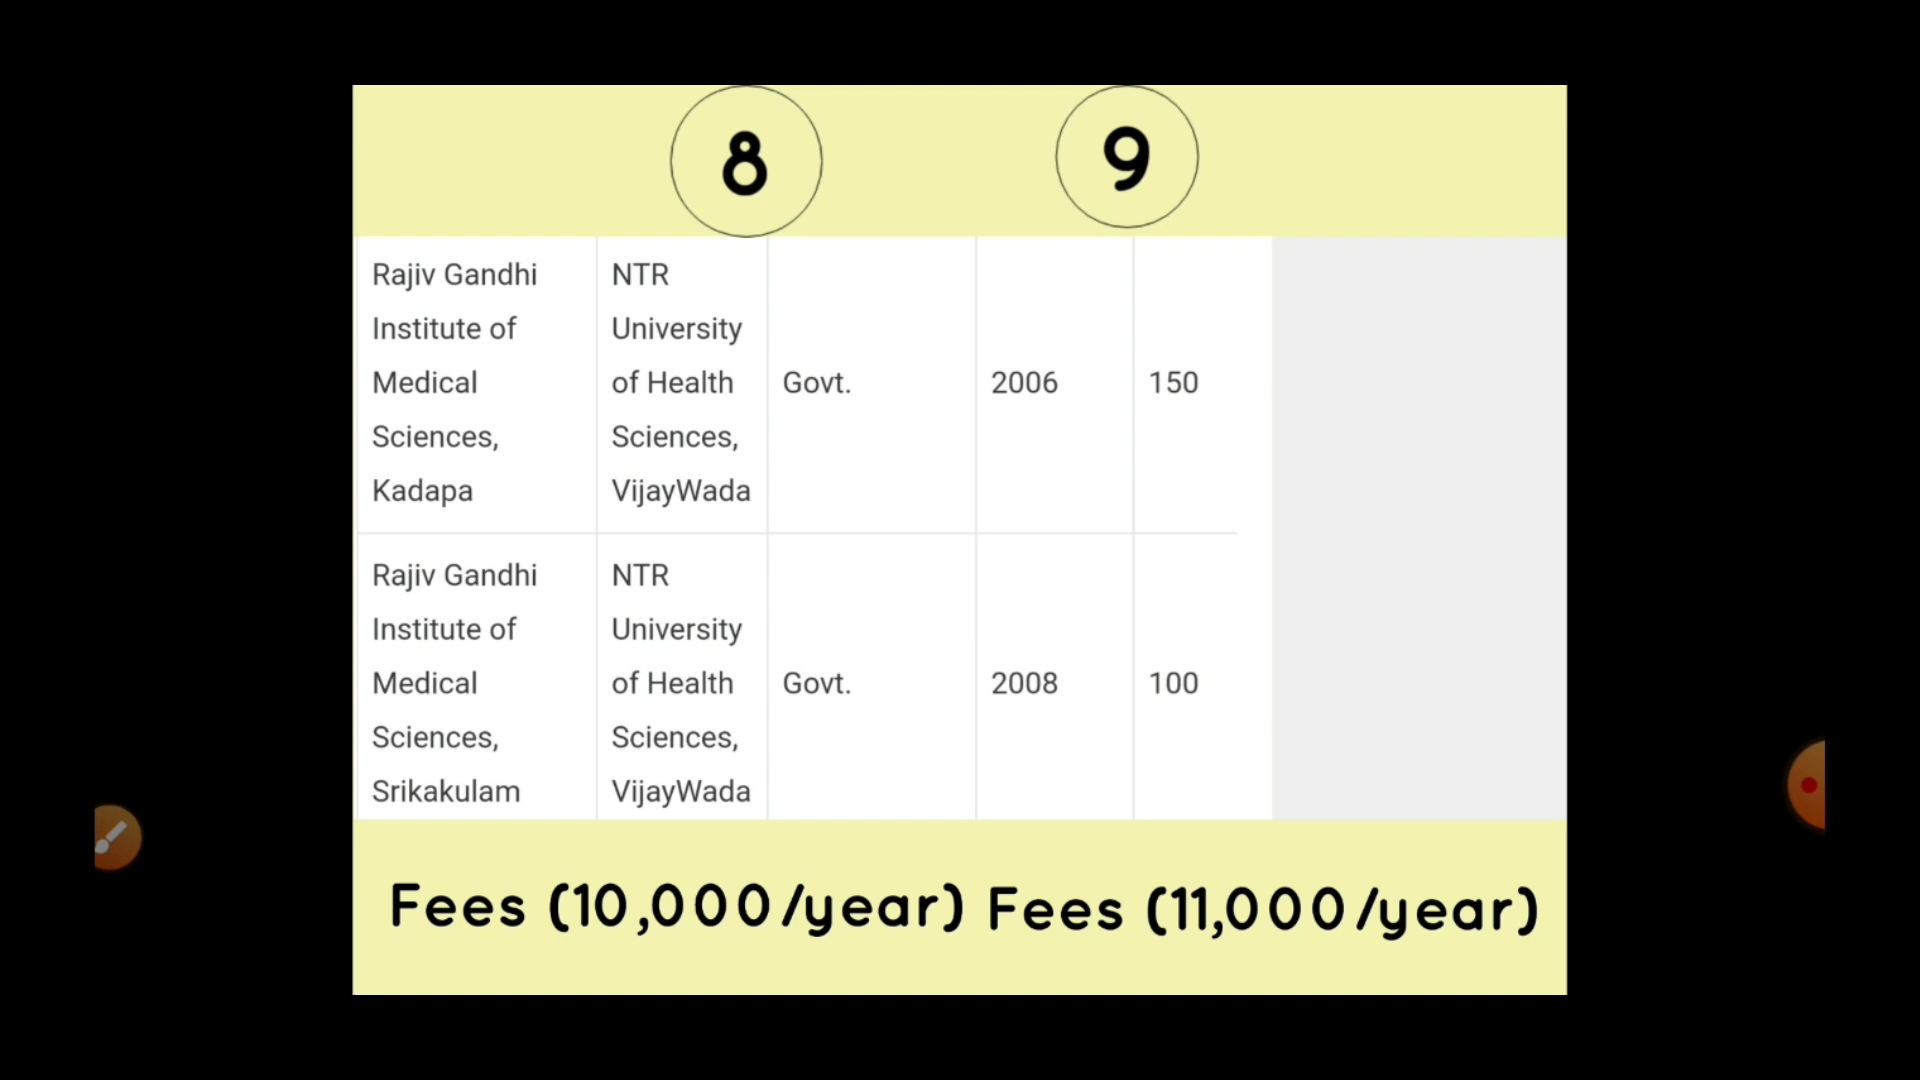 8 9
Rajiv Gandhi
Institute of
Medical
Sciences,
Kadapa
NTR
University
of Health
Sciences,
VijayWada
Govt.
2006
150
Rajiv Gandhi
Institute of
Medical
Sciences,
Srikakulam
NTR
University
of Health
Sciences,
VijayWada
Govt.
2008
100
Fees (10,000/year) Fees (11,000/year)